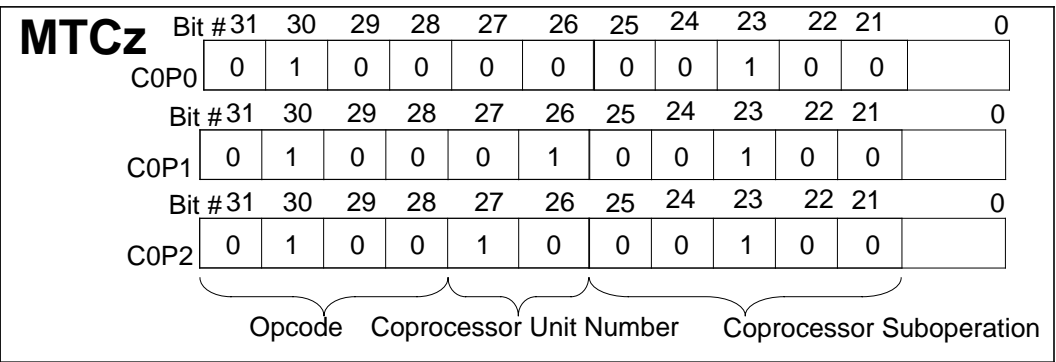 MTCz Bit # 31 30 29 28 27 26 25 24 23 22 21 0
C0P0 0 1 0 0 0 0 0 0 1 0 0
Bit # 31 30 29 28 27 26 25 24 23 22 21 0
C0P1 0 1 0 0 0 1 0 0 1 0 0
Bit # 31 30 29 28 27 26 25 24 23 22 21 0
C0P2 0 1 0 0 1 0 0 0 1 0 0
Opcode Coprocessor Unit Number Coprocessor Suboperation